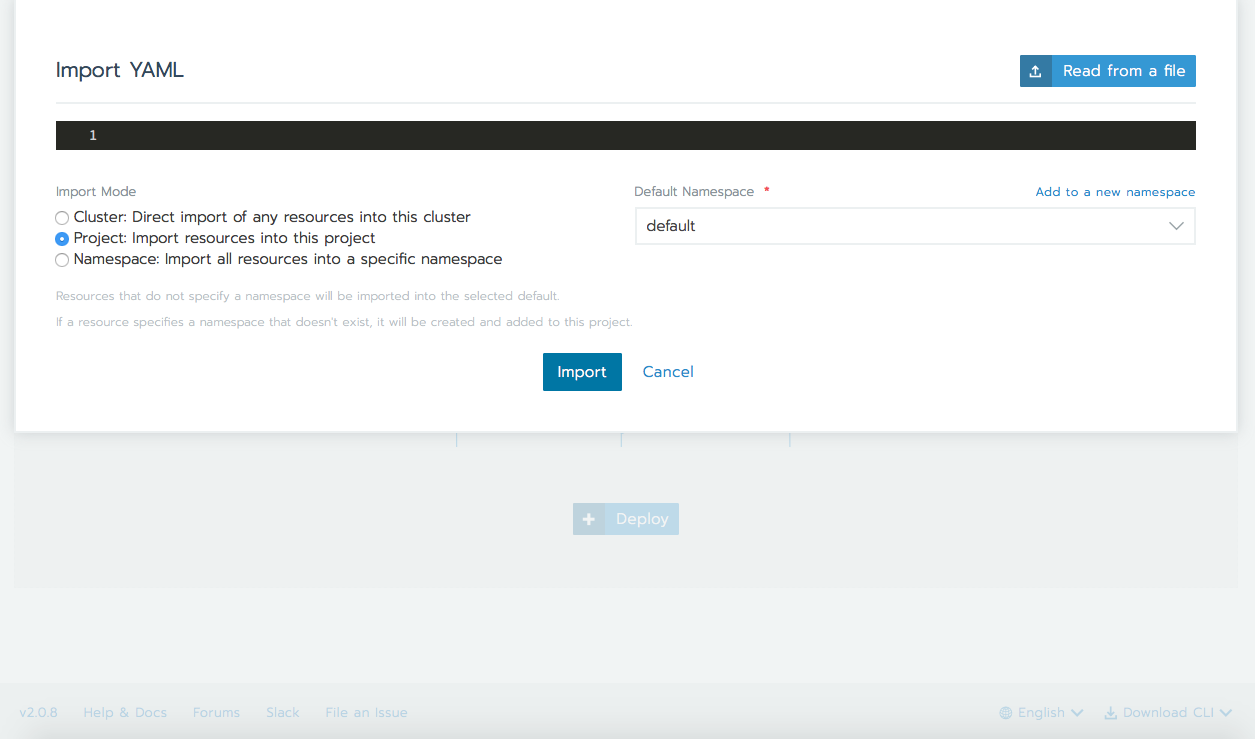 Import YAML
Read from a file
1
Import Mode
Default Namespace *
Add to a new namespace
Cluster: Direct import of any resources into this cluster
Project: Import resources into this project
Namespace: Import all resources into a specific namespace
default
Resources that do not specify a namespace will be imported into the selected default.
If a resource specifies a namespace that doesn't exist, it will be created and added to this project.
Import
Cancel
Deploy
v2.0.8
Help & Docs
Forums
Slack
File an Issue
English
Download CLI